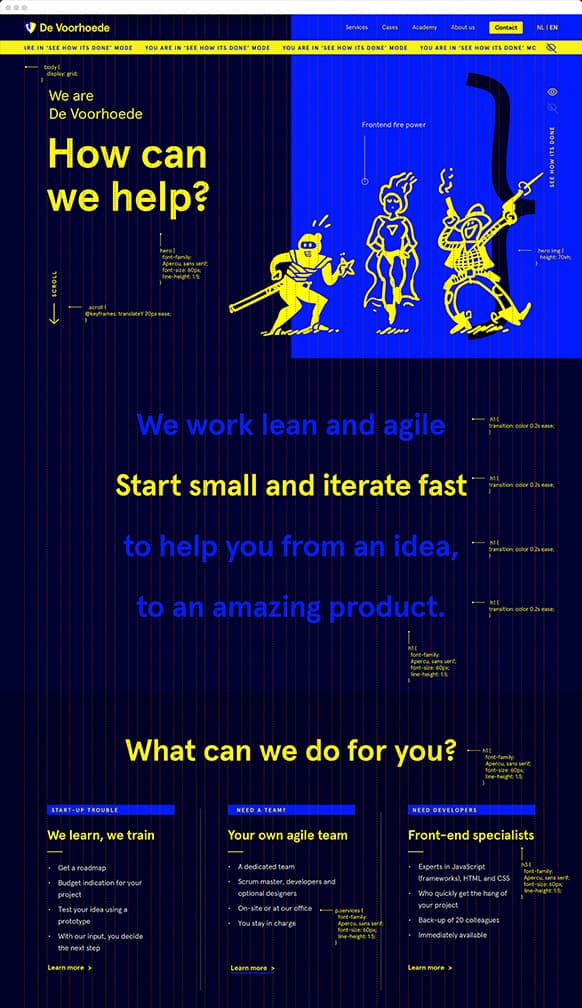 De Voorhoede
Services Cases Academy About us Contact NL | EN
ARE IN 'SEE HOW ITS DONE' MODE YOU ARE IN 'SEE HOW ITS DONE' MODE YOU ARE IN 'SEE HOW ITS DONE' MODE YOU ARE IN 'SEE HOW ITS DONE' MC
body {
display: grid;
}
We are
De Voorhoede
How can
we help?
Frontend fire power
SEE HOW ITS DONE
.hero {
font-family:
Apercu, sans serif;
font-size: 60px;
line-height: 1.5;
}
.hero img {
height: 70vh;
}
SCROLL
.scroll {
@keyframes: translateY 20px ease;
}
We work lean and agile
h1 {
transition: color 0.2s ease;
}
Start small and iterate fast
h1 {
transition: color 0.2s ease;
}
to help you from an idea,
h1 {
transition: color 0.2s ease;
}
to an amazing product.
h1 {
transition: color 0.2s ease;
}
h1 {
font-family:
Apercu, sans serif;
font-size: 60px;
line-height: 1.5;
}
What can we do for you?
h1 {
font-family:
Apercu, sans serif;
font-size: 60px;
line-height: 1.5;
}
START-UP TROUBLE
We learn, we train
• Get a roadmap
• Budget indication for your
project
• Test your idea using a
prototype
• With our input, you decide
the next step
Learn more >
NEED A TEAM?
Your own agile team
• A dedicated team
• Scrum master, developers and
optional designers
• On-site or at our office
• You stay in charge
p.services {
font-family:
Apercu, sans serif;
font-size: 60px;
line-height: 1.5;
}
Learn more >
NEED DEVELOPERS
Front-end specialists
• Experts in JavaScript
(frameworks), HTML and CSS
• Who quickly get the hang of
your project
• Back-up of 20 colleagues
• Immediately available
h3 {
font-family:
Apercu, sans serif;
font-size: 60px;
line-height: 1.5;
}
Learn more >